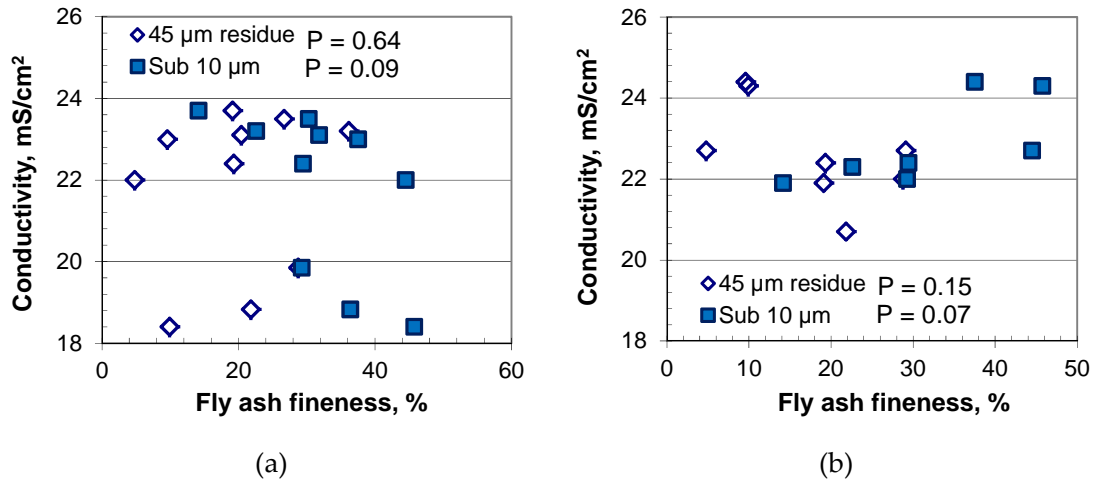 26
24
22
20
18
Conductivity, mS/cm²
45 µm residue P = 0.64
Sub 10 µm P = 0.09
0 20 40 60
Fly ash fineness, %
(a)
26
24
22
20
18
Conductivity, mS/cm²
45 µm residue P = 0.15
Sub 10 µm P = 0.07
0 10 20 30 40 50
Fly ash fineness, %
(b)